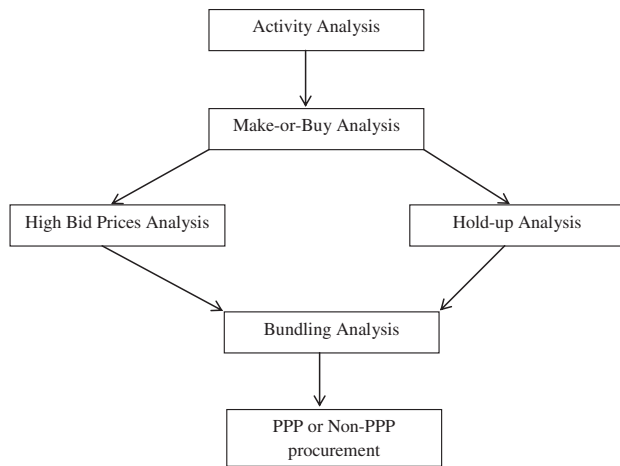 Activity Analysis
Make-or-Buy Analysis
High Bid Prices Analysis
Hold-up Analysis
Bundling Analysis
PPP or Non-PPP
procurement